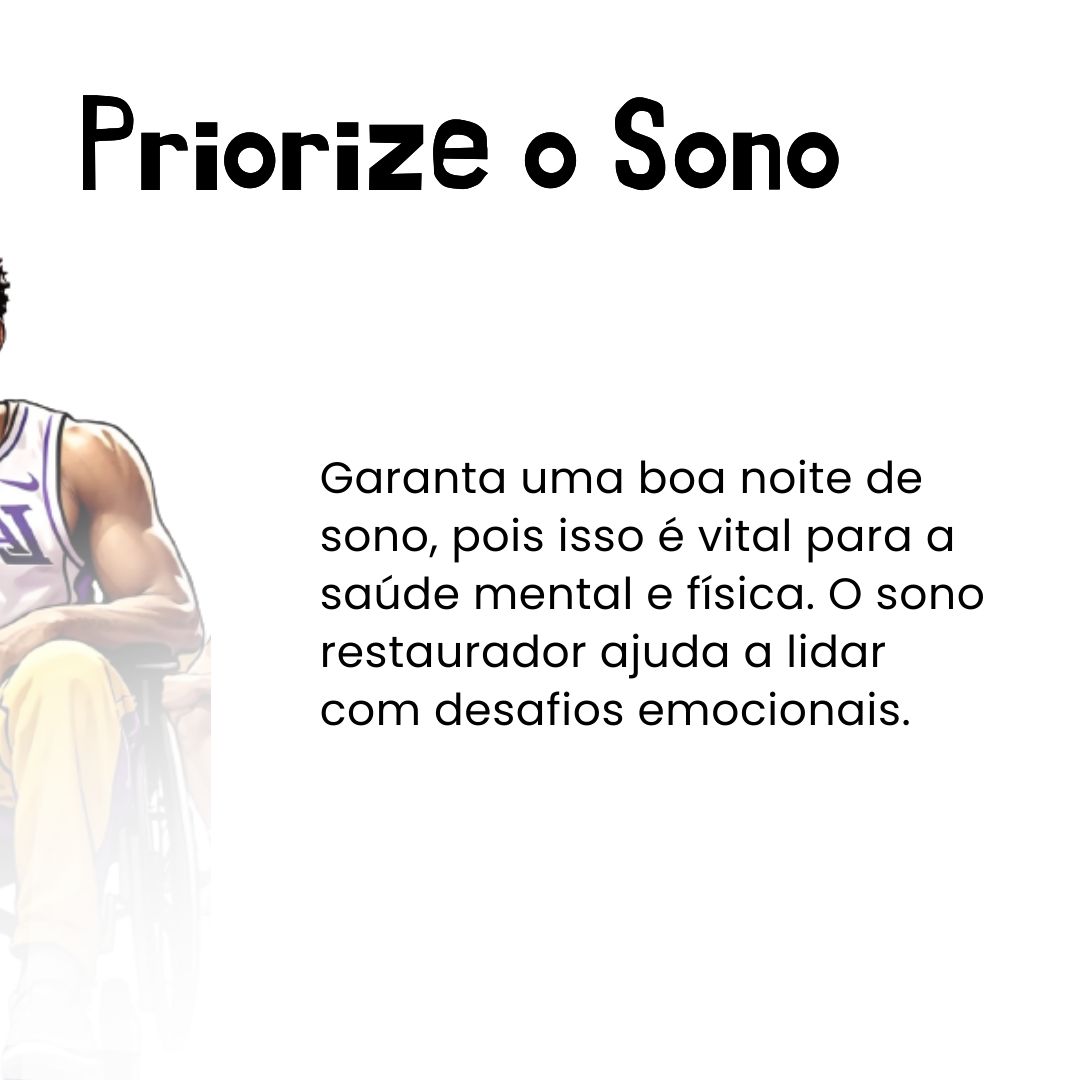 Priorize o Sono
Garanta uma boa noite de
sono, pois isso é vital para a
saúde mental e física. O sono
restaurador ajuda a lidar
com desafios emocionais.